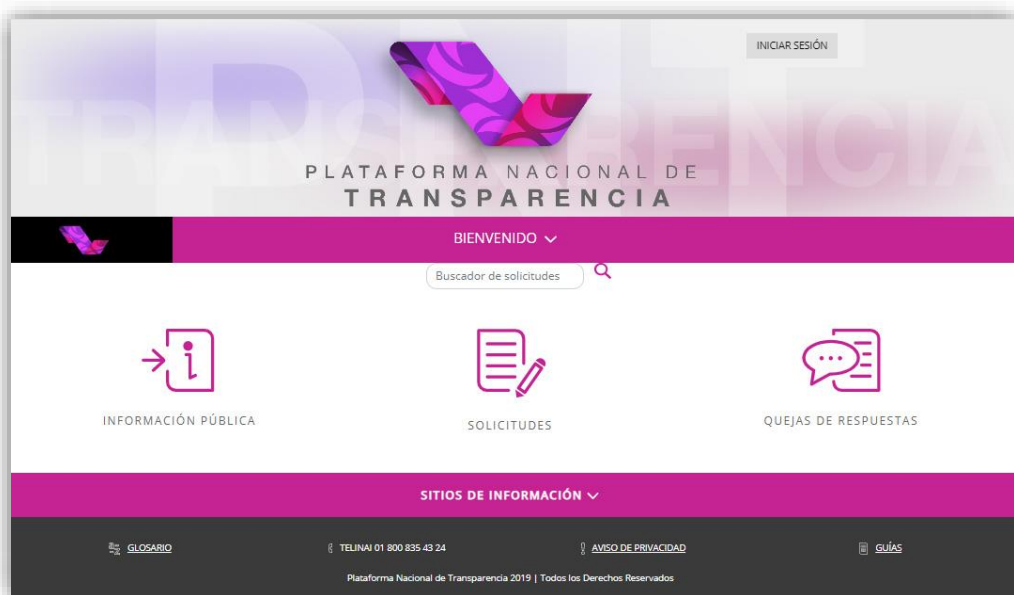 PNT
TRANSPARENCIA
INICIAR SESIÓN
PLATAFORMA NACIONAL DE
TRANSPARENCIA
BIENVENIDO
Buscador de solicitudes
INFORMACIÓN PÚBLICA
SOLICITUDES
QUEJAS DE RESPUESTAS
SITIOS DE INFORMACIÓN
GLOSARIO
TELINAI 01 800 835 43 24
AVISO DE PRIVACIDAD
GUÍAS
Plataforma Nacional de Transparencia 2019 | Todos los Derechos Reservados